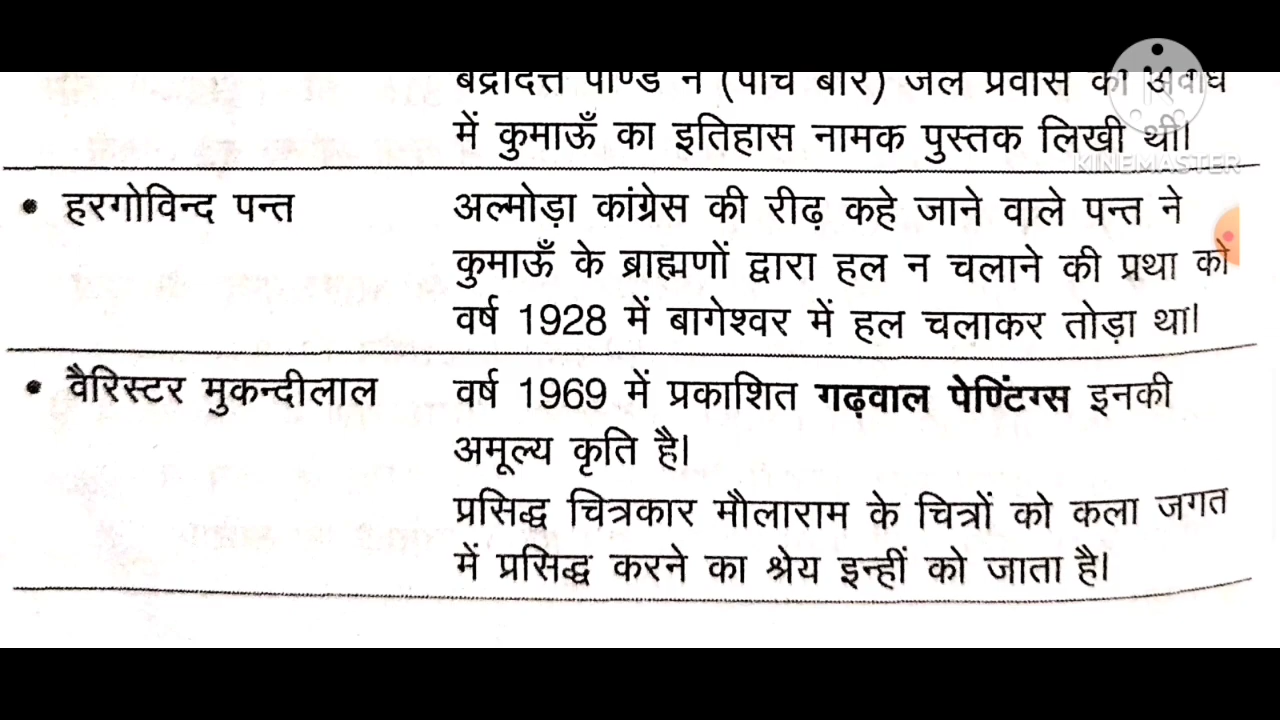 बद्रीदत्त पाण्डे ने (पाँच बार) जेल प्रवास की अवधि
में कुमाऊँ का इतिहास नामक पुस्तक लिखी थी।
KINEMASTER
• हरगोविन्द पन्त अल्मोड़ा कांग्रेस की रीढ़ कहे जाने वाले पन्त ने
कुमाऊँ के ब्राह्मणों द्वारा हल न चलाने की प्रथा को
वर्ष 1928 में बागेश्वर में हल चलाकर तोड़ा था।
• वैरिस्टर मुकन्दीलाल वर्ष 1969 में प्रकाशित गढ़वाल पेण्टिंग्स इनकी
अमूल्य कृति है।
प्रसिद्ध चित्रकार मौलाराम के चित्रों को कला जगत
में प्रसिद्ध करने का श्रेय इन्हीं को जाता है।